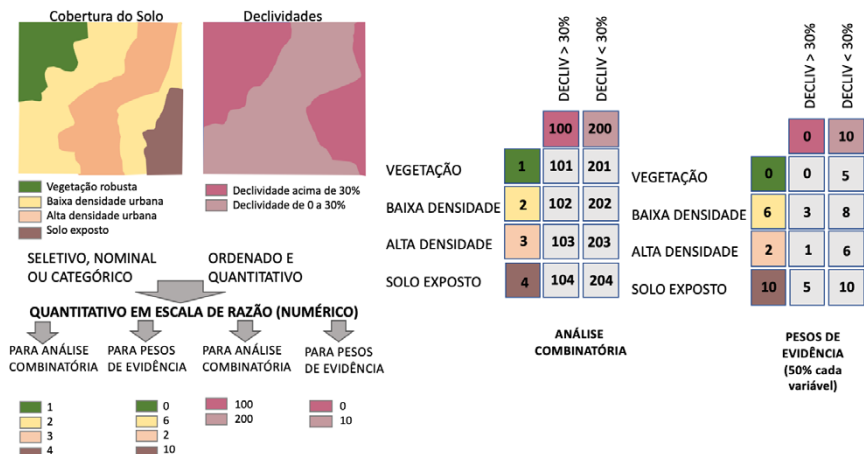 Cobertura do Solo
Declividades
Vegetação robusta
Baixa densidade urbana
Alta densidade urbana
Solo exposto
Declividade acima de 30%
Declividade de 0 a 30%
SELETIVO, NOMINAL
OU CATEGÓRICO
ORDENADO E
QUANTITATIVO
QUANTITATIVO EM ESCALA DE RAZÃO (NUMÉRICO)
PARA ANÁLISE
COMBINATÓRIA
PARA PESOS
DE EVIDÊNCIA
PARA ANÁLISE
COMBINATÓRIA
PARA PESOS
DE EVIDÊNCIA
1
2
3
4
0
6
2
10
100
200
0
10
DECLIV > 30%
DECLIV < 30%
100 200
VEGETAÇÃO 1 101 201
BAIXA DENSIDADE 2 102 202
ALTA DENSIDADE 3 103 203
SOLO EXPOSTO 4 104 204
ANÁLISE
COMBINATÓRIA
DECLIV > 30%
DECLIV < 30%
0 10
VEGETAÇÃO 0 0 5
BAIXA DENSIDADE 6 3 8
ALTA DENSIDADE 2 1 6
SOLO EXPOSTO 10 5 10
PESOS DE
EVIDÊNCIA
(50% cada
variável)